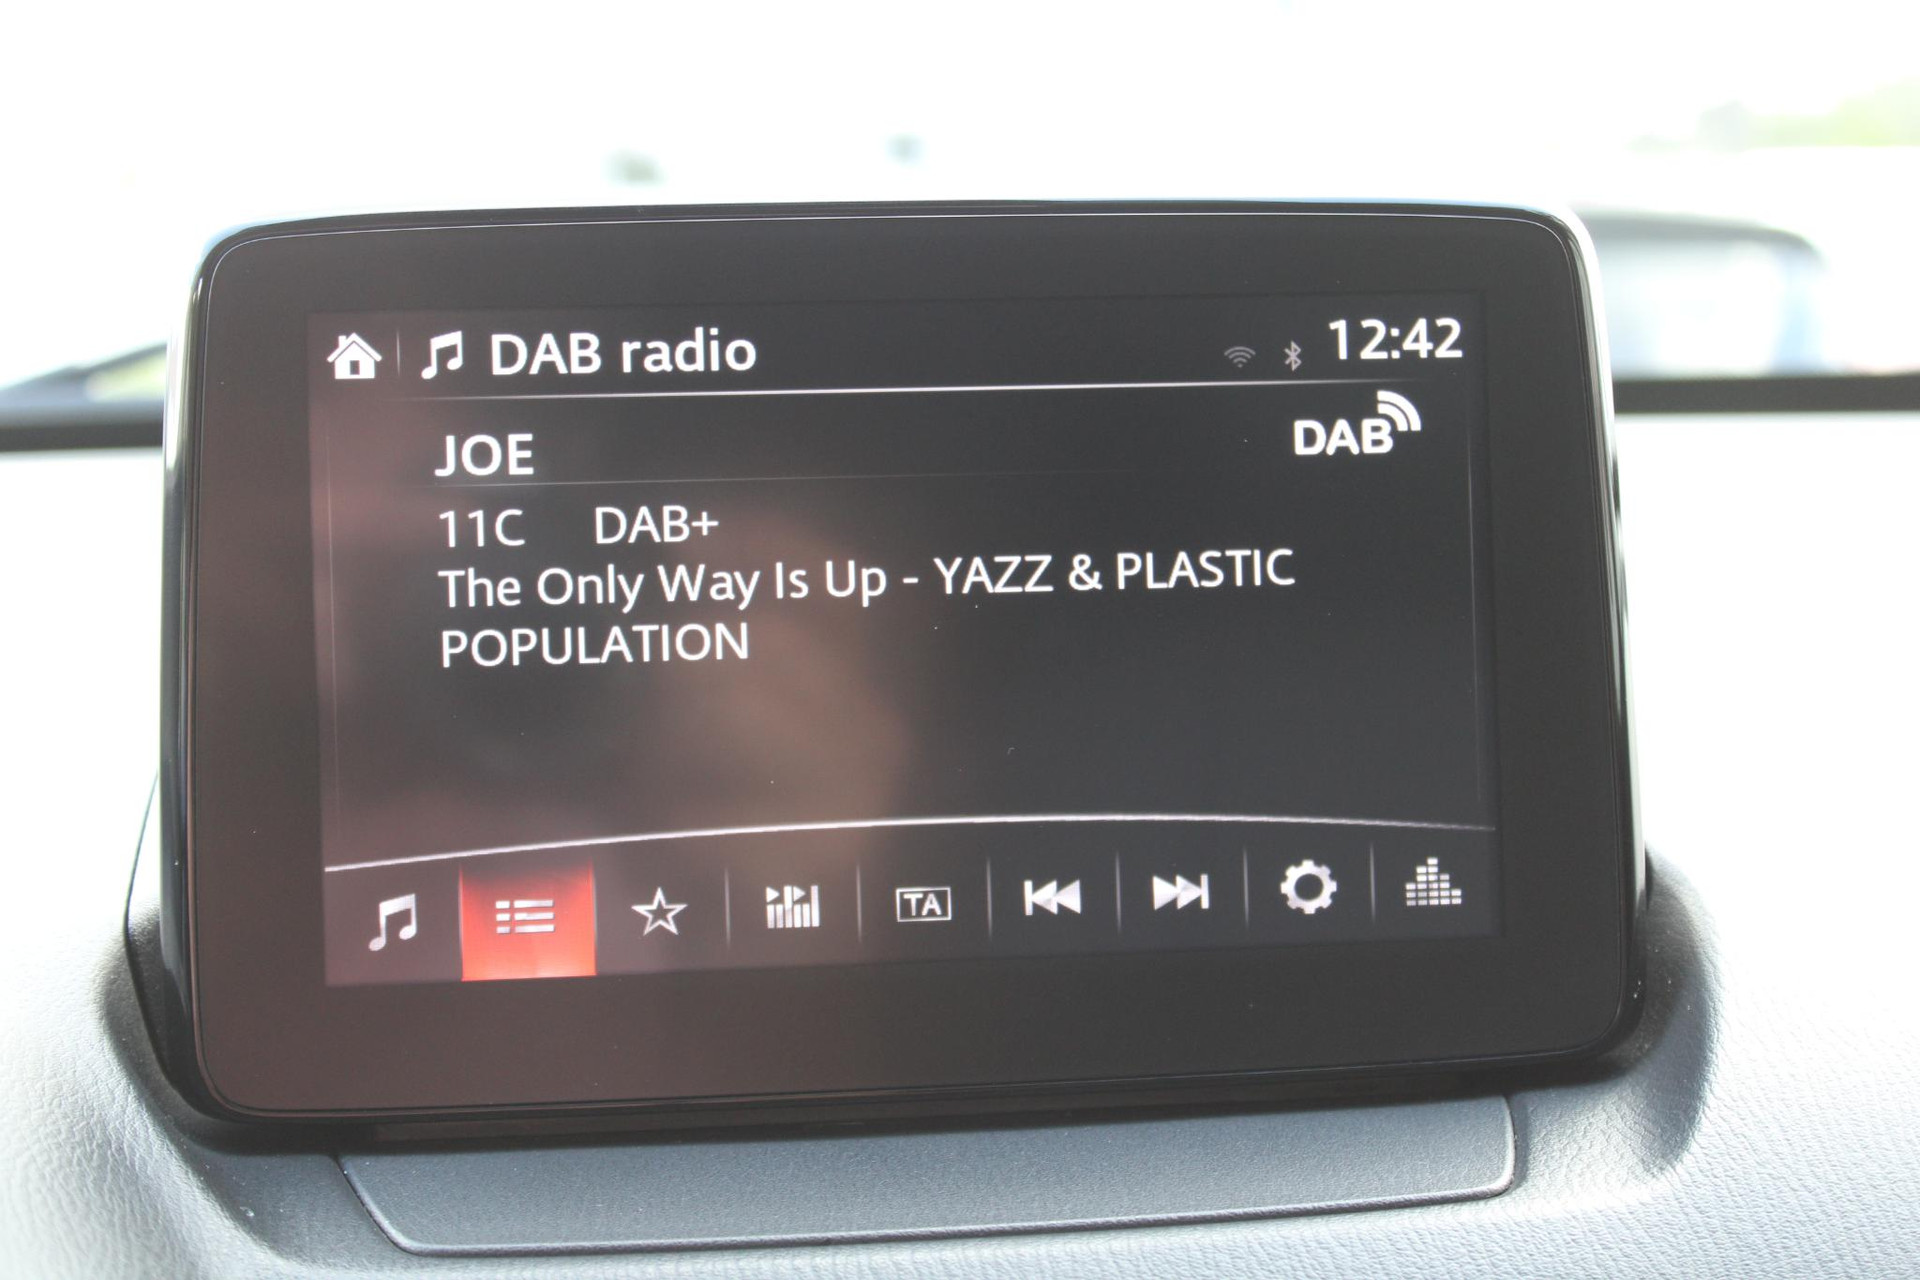 DAB radio 12:42
JOE DAB
11C DAB+
The Only Way Is Up - YAZZ & PLASTIC
POPULATION
TA